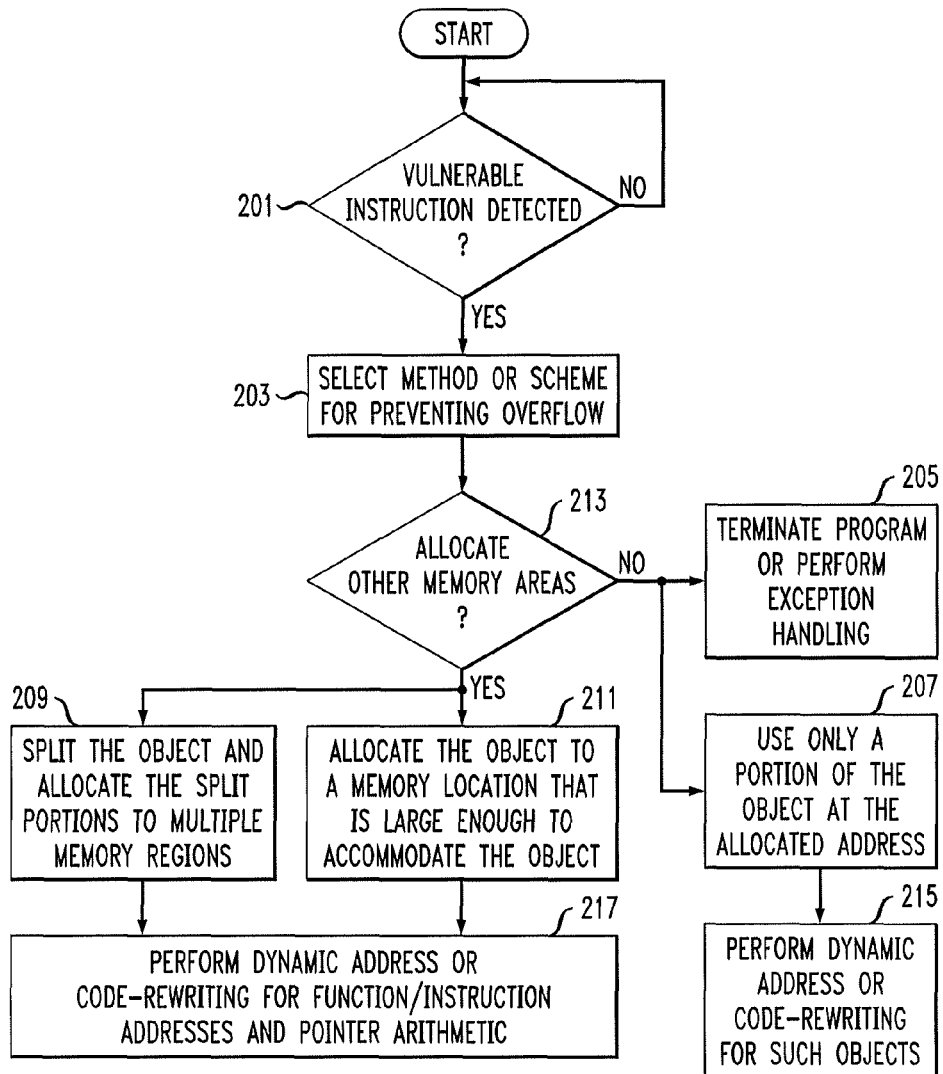 START
VULNERABLE
INSTRUCTION DETECTED
?
NO
201
YES
SELECT METHOD OR SCHEME
FOR PREVENTING OVERFLOW
203
213
ALLOCATE
OTHER MEMORY AREAS
?
NO
YES
205
TERMINATE PROGRAM
OR PERFORM
EXCEPTION
HANDLING
209
SPLIT THE OBJECT AND
ALLOCATE THE SPLIT
PORTIONS TO MULTIPLE
MEMORY REGIONS
211
ALLOCATE THE OBJECT TO
A MEMORY LOCATION THAT
IS LARGE ENOUGH TO
ACCOMMODATE THE OBJECT
207
USE ONLY A
PORTION OF THE
OBJECT AT THE
ALLOCATED ADDRESS
217
PERFORM DYNAMIC ADDRESS OR
CODE-REWRITING FOR FUNCTION/INSTRUCTION
ADDRESSES AND POINTER ARITHMETIC
215
PERFORM DYNAMIC
ADDRESS OR
CODE-REWRITING
FOR SUCH OBJECTS